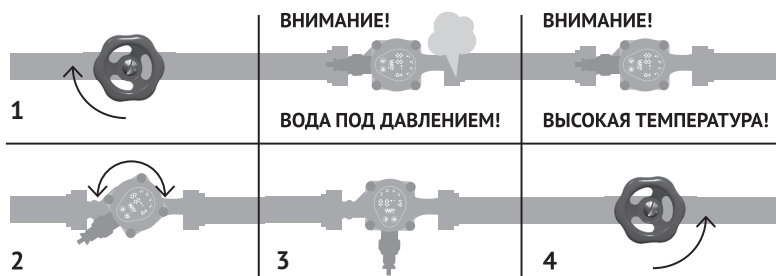 ВНИМАНИЕ!
ВНИМАНИЕ!
1
ВОДА ПОД ДАВЛЕНИЕМ!
ВЫСОКАЯ ТЕМПЕРАТУРА!
2
3
4